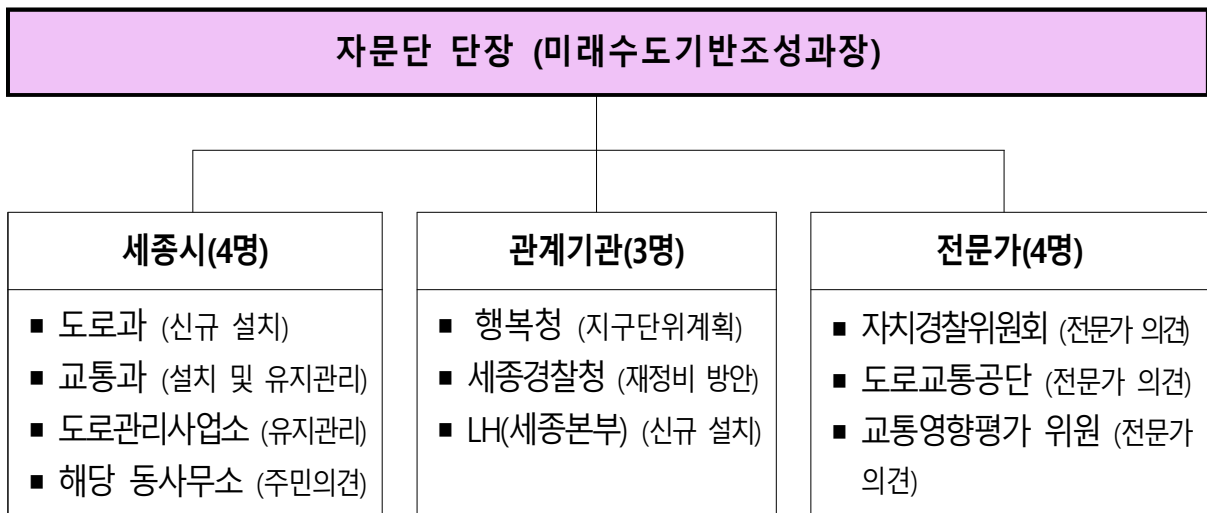 자문단 단장 (미래수도기반조성과장)
세종시(4명)
■ 도로과 (신규 설치)
■ 교통과 (설치 및 유지관리)
■ 도로관리사업소 (유지관리)
■ 해당 동사무소 (주민의견)
관계기관(3명)
■ 행복청 (지구단위계획)
■ 세종경찰청 (재정비 방안)
■ LH(세종본부) (신규 설치)
전문가(4명)
■ 자치경찰위원회 (전문가 의견)
■ 도로교통공단 (전문가 의견)
■ 교통영향평가 위원 (전문가
의견)